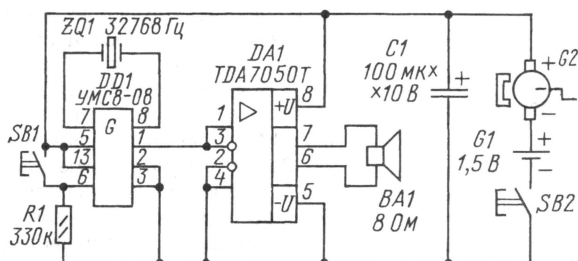 ZQ1 32768 Гц
DD1
УМС8-08
G
7
5
13
6
8
1
2
3
SB1
R1
330к
DA1
TDA7050T
1
3
2
4
+U
-U
8
7
6
5
BA1
8 Ом
C1
100 мк×
×10 В
+
+
G2
-
G1
1,5 В
+
-
SB2